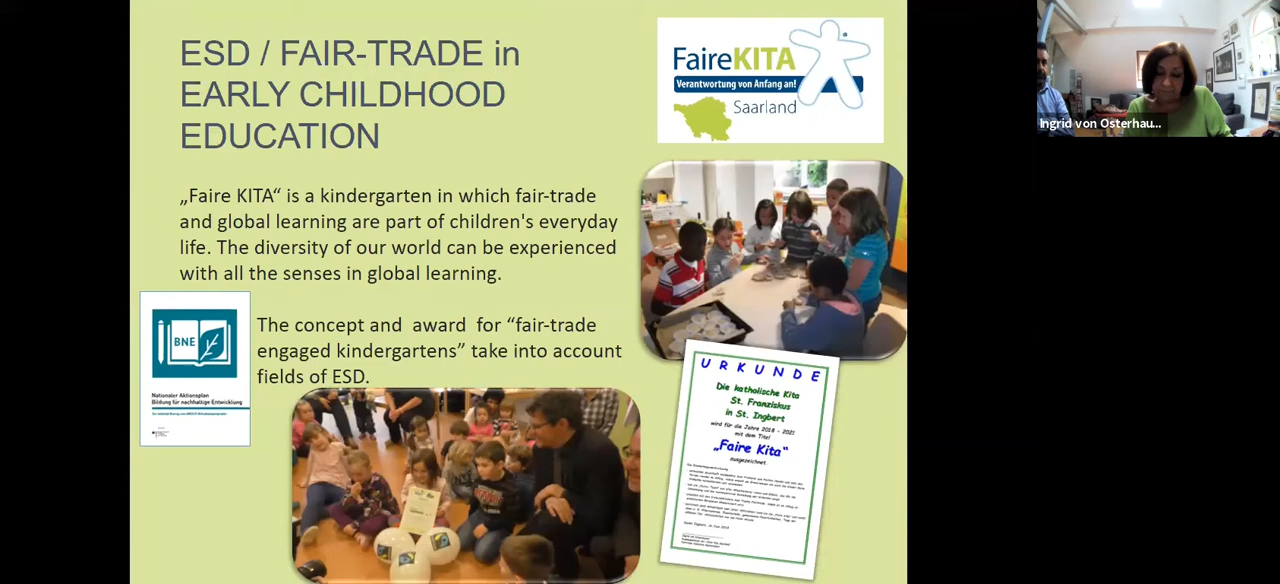 ESD / FAIR-TRADE in
EARLY CHILDHOOD
EDUCATION
FaireKITA
Verantwortung von Anfang an!
Saarland
Ingrid von Osterhau...
„Faire KITA“ is a kindergarten in which fair-trade
and global learning are part of children's everyday
life. The diversity of our world can be experienced
with all the senses in global learning.
BNE
Nationaler Aktionsplan
Bildung für nachhaltige Entwicklung
The concept and award for “fair-trade
engaged kindergartens” take into account
fields of ESD.
URKUNDE
Die katholische Kita
St. Franziskus
in St. Ingbert
wird für die Jahre 2018 - 2021
mit dem Titel
„Faire Kita“
ausgezeichnet.